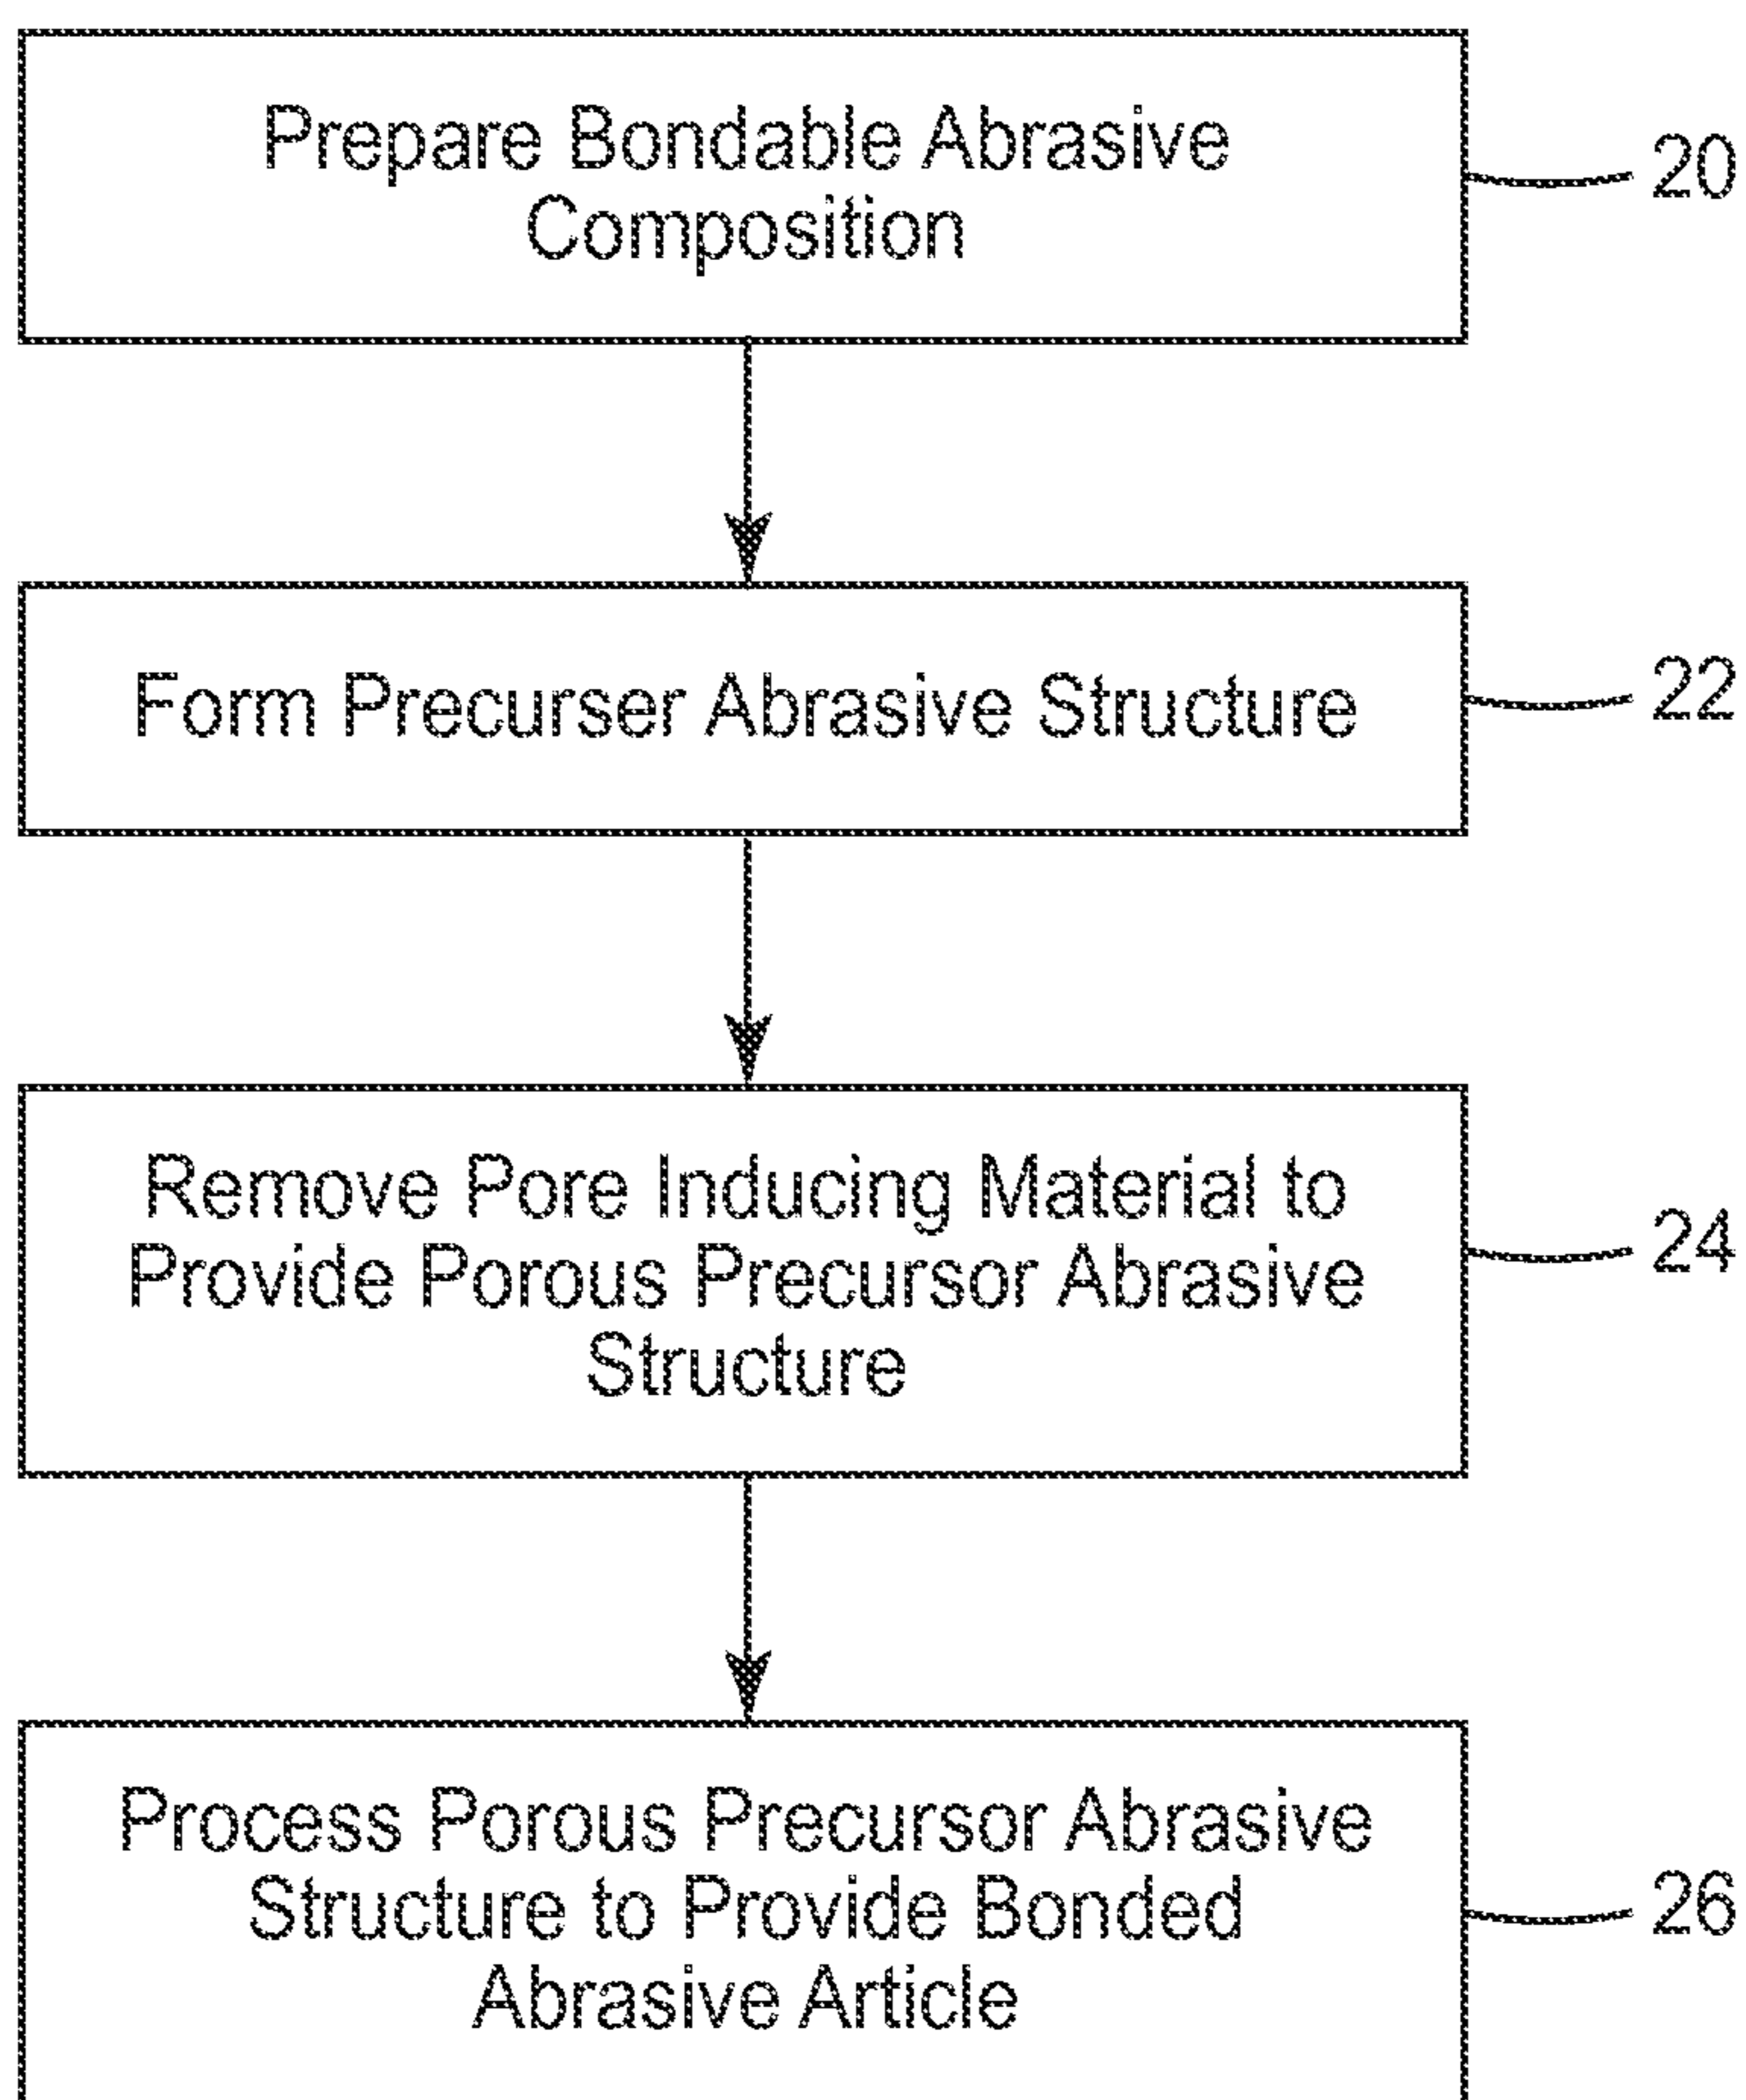 Prepare Bondable Abrasive
Composition
20
Form Precurser Abrasive Structure
22
Remove Pore Inducing Material to
Provide Porous Precursor Abrasive
Structure
24
Process Porous Precursor Abrasive
Structure to Provide Bonded
Abrasive Article
26